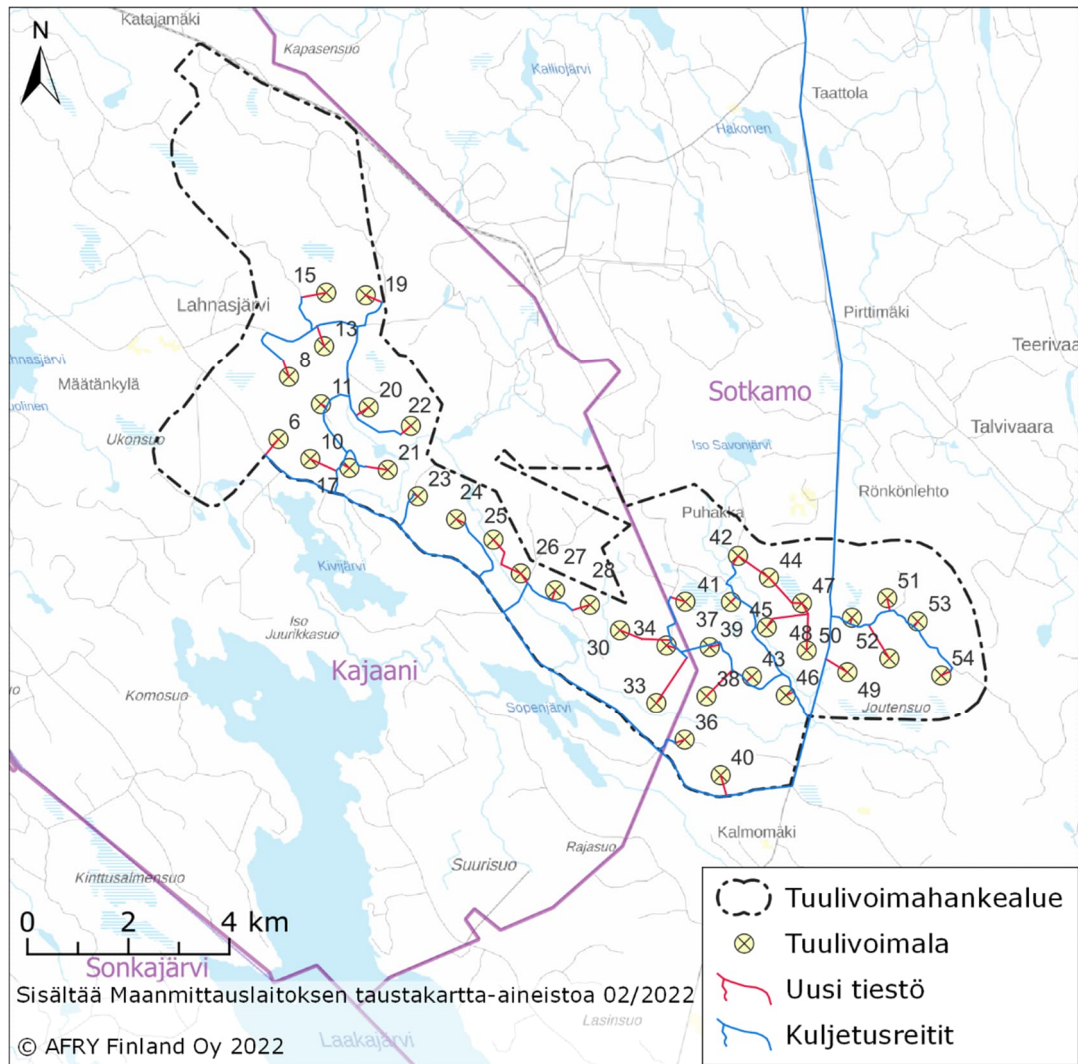 Katajamäki
N
Kapasensuo
Kalliojärvi
Taattola
Hakonen
15
19
Lahnasjärvi
13
Pirttimäki
Teerivaa
8
Määtänkylä
Sotkamo
11
20
22
6
Talvivaara
Ukonsuo
10
21
Iso Savonjärvi
17
23
Rönkönlehto
24
Puhakka
25
42
26
27
44
Kivijärvi
28
41
47
51
Iso
Juurikkasuo
37
45
53
34
39
48
50
30
52
Kajaani
43
46
54
Komosuo
33
38
49
Sopenjärvi
Joutensuo
36
40
Kalmomäki
Rajasuo
Suurisuo
Kinttusalmensuo
0 2 4 km
Sonkajärvi
Sisältää Maanmittauslaitoksen taustakartta-aineistoa 02/2022
Lasinsuo
Laakajärvi
© AFRY Finland Oy 2022
Tuulivoimahankealue
Tuulivoimala
Uusi tiestö
Kuljetusreitit